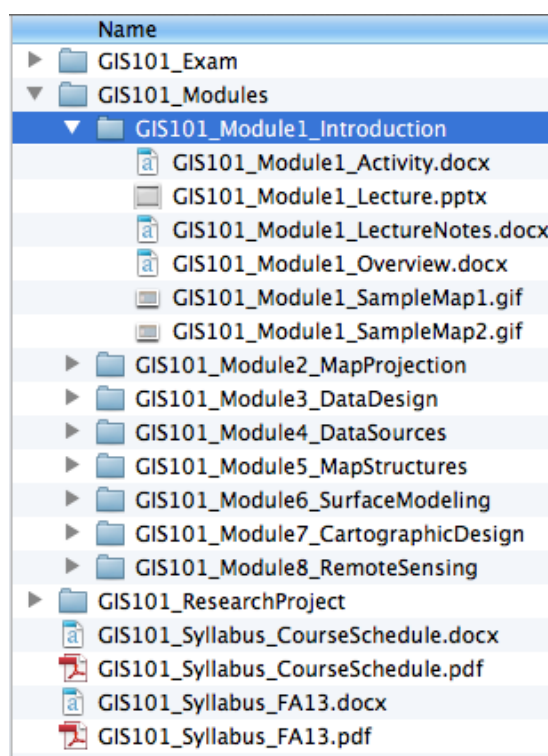 Name
GIS101_Exam
GIS101_Modules
GIS101_Module1_Introduction
GIS101_Module1_Activity.docx
GIS101_Module1_Lecture.pptx
GIS101_Module1_LectureNotes.docx
GIS101_Module1_Overview.docx
GIS101_Module1_SampleMap1.gif
GIS101_Module1_SampleMap2.gif
GIS101_Module2_MapProjection
GIS101_Module3_DataDesign
GIS101_Module4_DataSources
GIS101_Module5_MapStructures
GIS101_Module6_SurfaceModeling
GIS101_Module7_CartographicDesign
GIS101_Module8_RemoteSensing
GIS101_ResearchProject
GIS101_Syllabus_CourseSchedule.docx
GIS101_Syllabus_CourseSchedule.pdf
GIS101_Syllabus_FA13.docx
GIS101_Syllabus_FA13.pdf